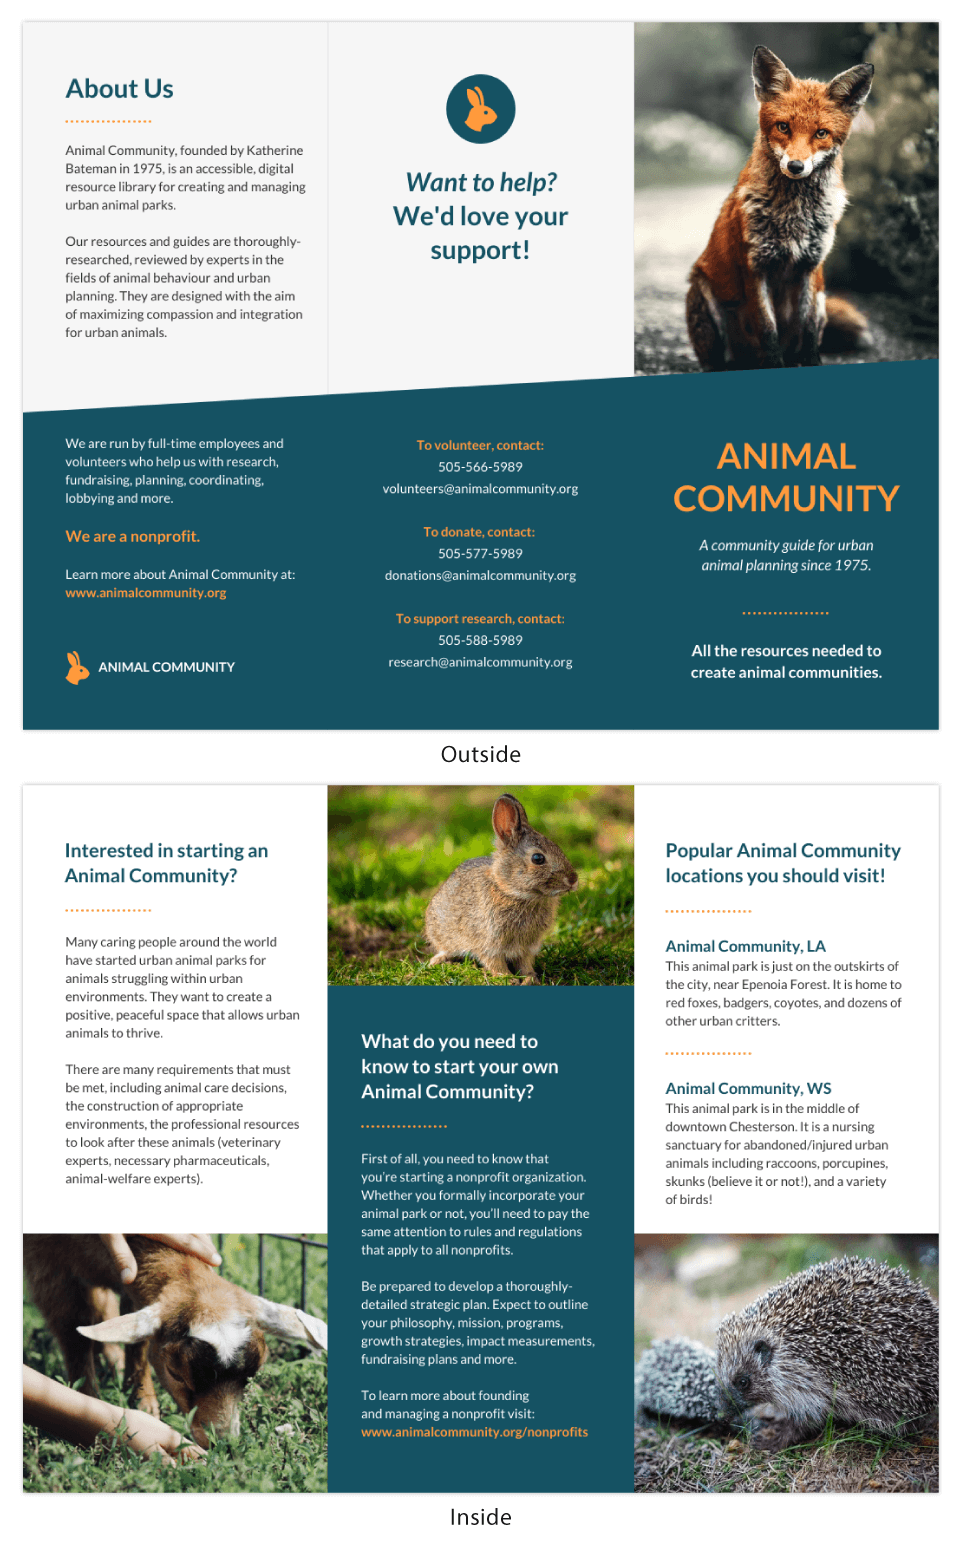 About Us
Animal Community, founded by Katherine
Bateman in 1975, is an accessible, digital
resource library for creating and managing
urban animal parks.
Our resources and guides are thoroughly-
researched, reviewed by experts in the
fields of animal behaviour and urban
planning. They are designed with the aim
of maximizing compassion and integration
for urban animals.
We are run by full-time employees and
volunteers who help us with research,
fundraising, planning, coordinating,
lobbying and more.
We are a nonprofit.
Learn more about Animal Community at:
www.animalcommunity.org
ANIMAL COMMUNITY
Want to help?
We'd love your
support!
To volunteer, contact:
505-566-5989
volunteers@animalcommunity.org
To donate, contact:
505-577-5989
donations@animalcommunity.org
To support research, contact:
505-588-5989
research@animalcommunity.org
ANIMAL
COMMUNITY
A community guide for urban
animal planning since 1975.
All the resources needed to
create animal communities.
Outside
Interested in starting an
Animal Community?
Many caring people around the world
have started urban animal parks for
animals struggling within urban
environments. They want to create a
positive, peaceful space that allows urban
animals to thrive.
There are many requirements that must
be met, including animal care decisions,
the construction of appropriate
environments, the professional resources
to look after these animals (veterinary
experts, necessary pharmaceuticals,
animal-welfare experts).
What do you need to
know to start your own
Animal Community?
First of all, you need to know that
you're starting a nonprofit organization.
Whether you formally incorporate your
animal park or not, you'll need to pay the
same attention to rules and regulations
that apply to all nonprofits.
Be prepared to develop a thoroughly-
detailed strategic plan. Expect to outline
your philosophy, mission, programs,
growth strategies, impact measurements,
fundraising plans and more.
To learn more about founding
and managing a nonprofit visit:
www.animalcommunity.org/nonprofits
Popular Animal Community
locations you should visit!
Animal Community, LA
This animal park is just on the outskirts of
the city, near Epenoia Forest. It is home to
red foxes, badgers, coyotes, and dozens of
other urban critters.
Animal Community, WS
This animal park is in the middle of
downtown Chesterson. It is a nursing
sanctuary for abandoned/injured urban
animals including raccoons, porcupines,
skunks (believe it or not!), and a variety
of birds!
Inside